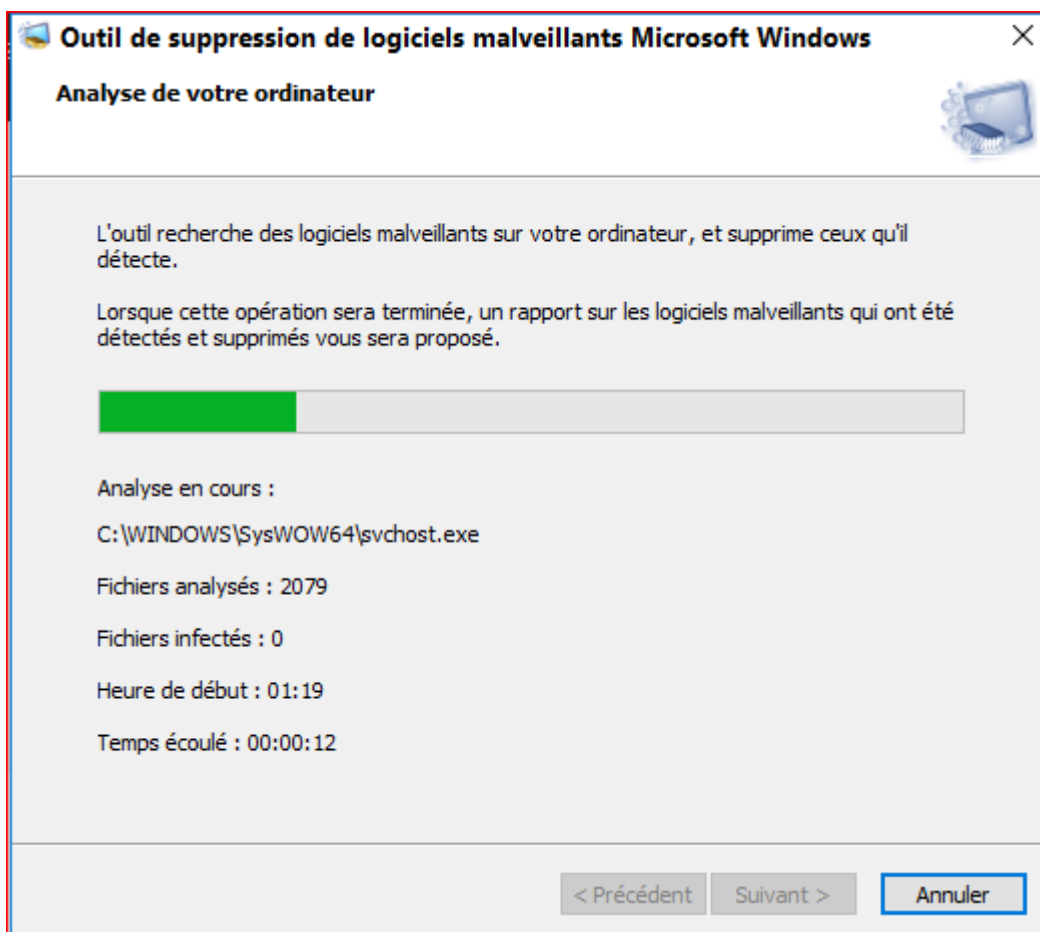 Outil de suppression de logiciels malveillants Microsoft Windows
Analyse de votre ordinateur
L'outil recherche des logiciels malveillants sur votre ordinateur, et supprime ceux qu'il
détecte.
Lorsque cette opération sera terminée, un rapport sur les logiciels malveillants qui ont été
détectés et supprimés vous sera proposé.
Analyse en cours :
C:\WINDOWS\SysWOW64\svchost.exe
Fichiers analysés : 2079
Fichiers infectés : 0
Heure de début : 01:19
Temps écoulé : 00:00:12
< Précédent Suivant > Annuler